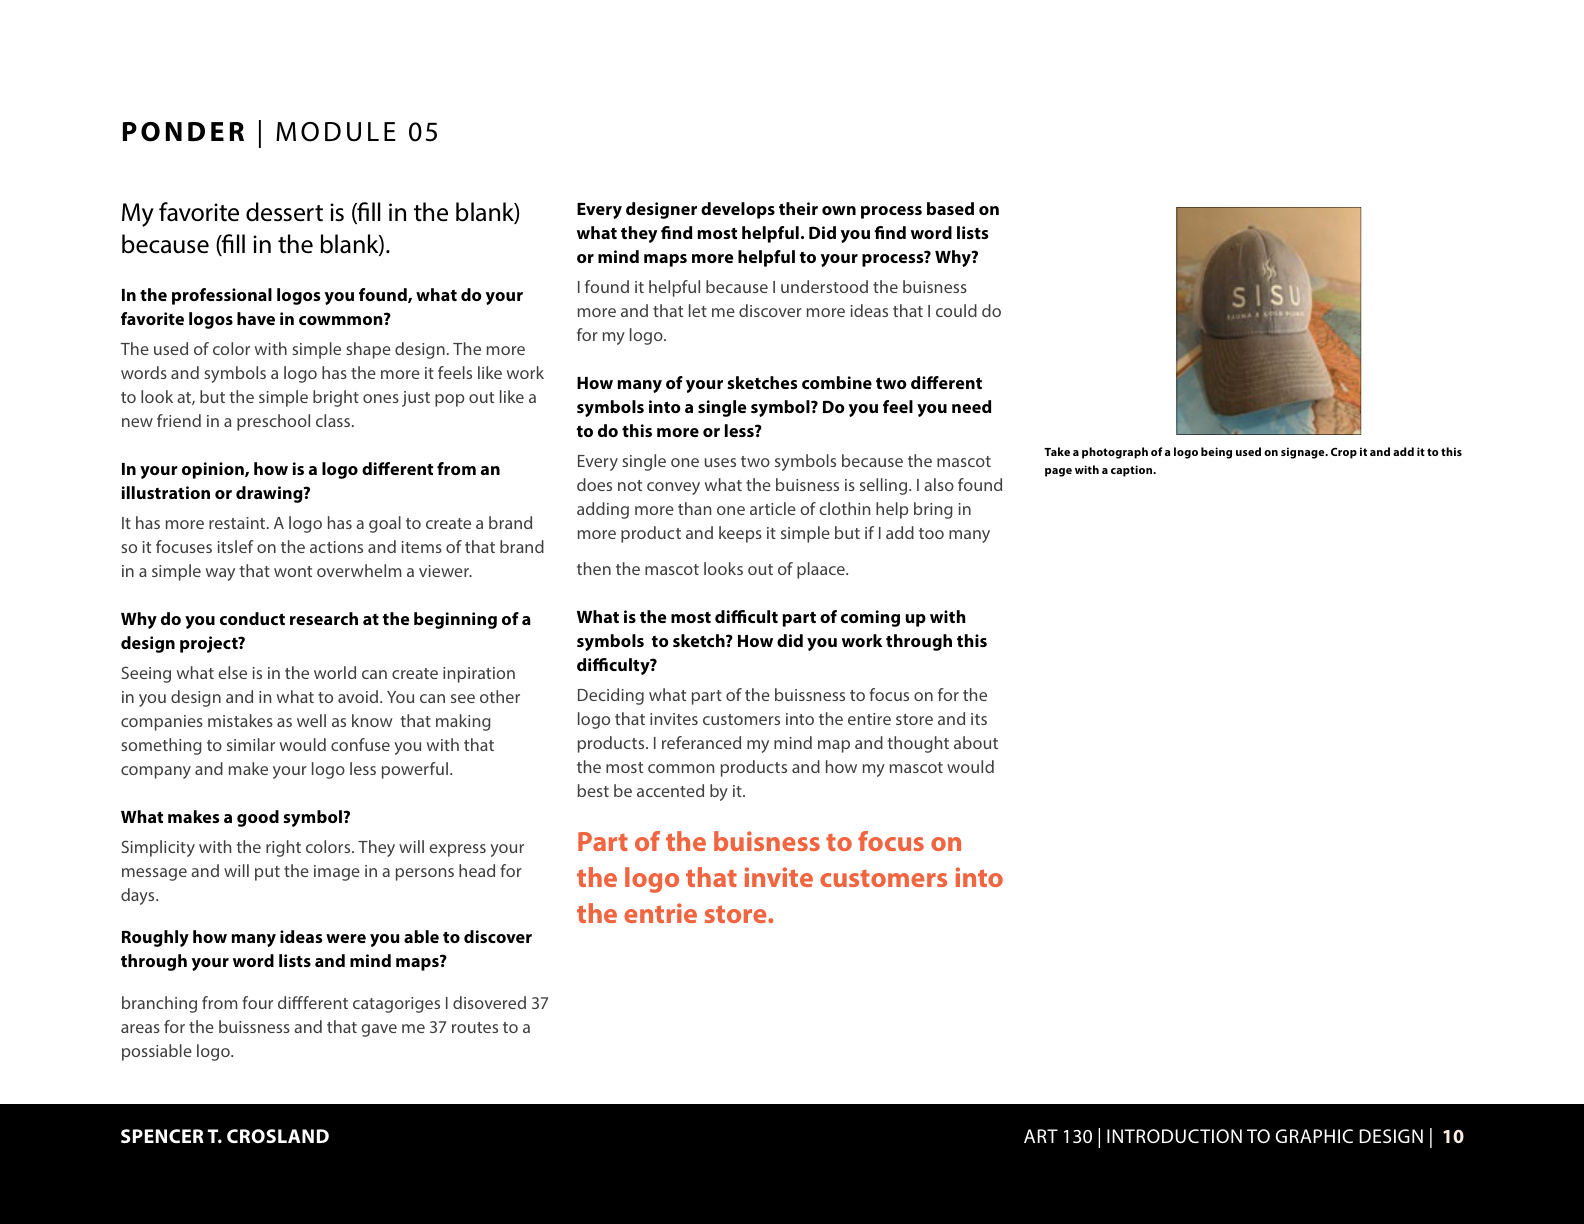 PONDER | MODULE 05
My favorite dessert is (fill in the blank)
because (fill in the blank).
In the professional logos you found, what do your
favorite logos have in cowmmon?
The used of color with simple shape design. The more
words and symbols a logo has the more it feels like work
to look at, but the simple bright ones just pop out like a
new friend in a preschool class.
In your opinion, how is a logo different from an
illustration or drawing?
It has more restaint. A logo has a goal to create a brand
so it focuses itslef on the actions and items of that brand
in a simple way that wont overwhelm a viewer.
Why do you conduct research at the beginning of a
design project?
Seeing what else is in the world can create inpiration
in you design and in what to avoid. You can see other
companies mistakes as well as know  that making
something to similar would confuse you with that
company and make your logo less powerful.
What makes a good symbol?
Simplicity with the right colors. They will express your
message and will put the image in a persons head for
days.
Roughly how many ideas were you able to discover
through your word lists and mind maps?
branching from four diffferent catagoriges I disovered 37
areas for the buissness and that gave me 37 routes to a
possiable logo.
Every designer develops their own process based on
what they find most helpful. Did you find word lists
or mind maps more helpful to your process? Why?
I found it helpful because I understood the buisness
more and that let me discover more ideas that I could do
for my logo.
How many of your sketches combine two different
symbols into a single symbol? Do you feel you need
to do this more or less?
Every single one uses two symbols because the mascot
does not convey what the buisness is selling. I also found
adding more than one article of clothin help bring in
more product and keeps it simple but if I add too many
then the mascot looks out of plaace.
What is the most difficult part of coming up with
symbols  to sketch? How did you work through this
difficulty?
Deciding what part of the buissness to focus on for the
logo that invites customers into the entire store and its
products. I referanced my mind map and thought about
the most common products and how my mascot would
best be accented by it.
Part of the buisness to focus on
the logo that invite customers into
the entrie store.
SISU
SAUNA & COLD PLUNGE
Take a photograph of a logo being used on signage. Crop it and add it to this
page with a caption.
SPENCER T. CROSLAND
ART 130 | INTRODUCTION TO GRAPHIC DESIGN | 10